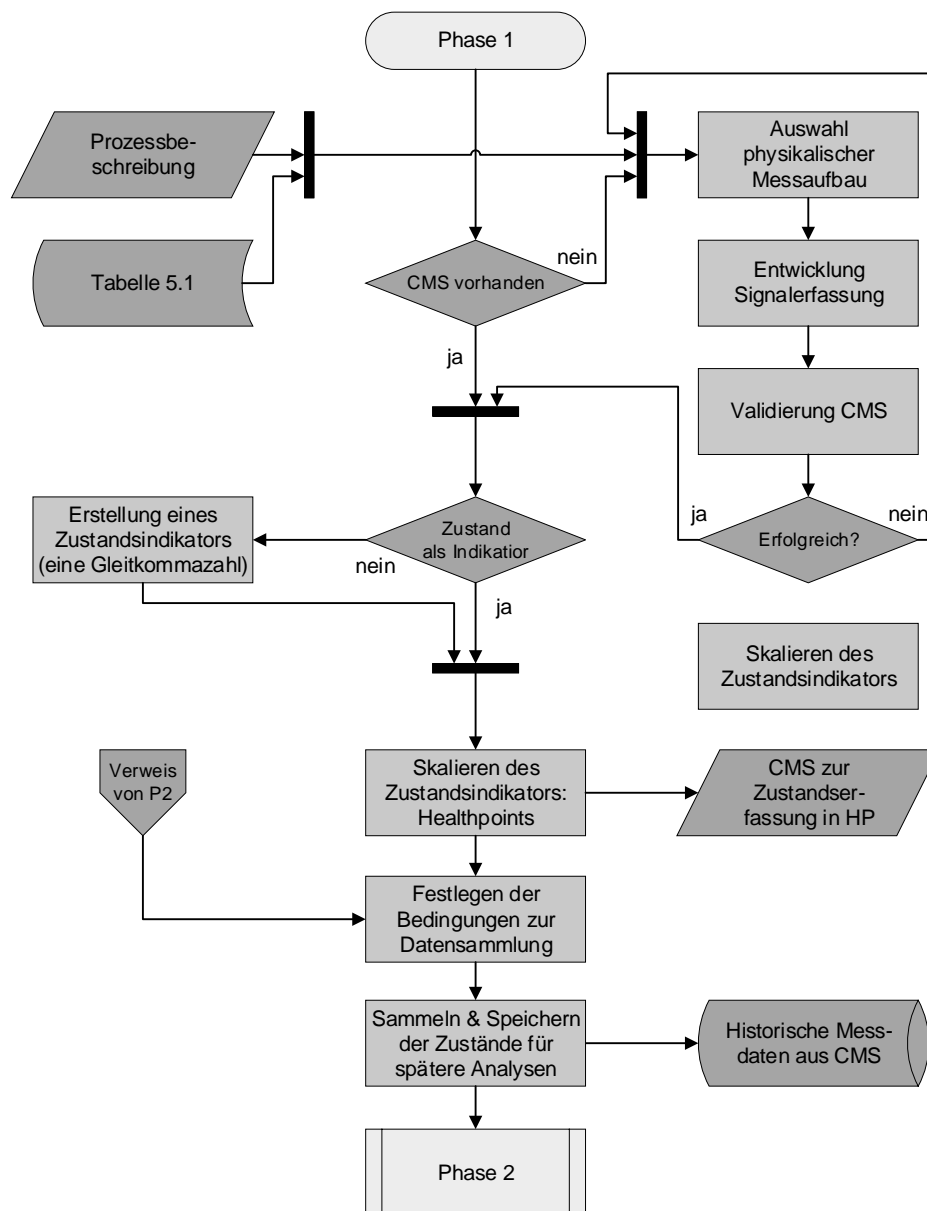 Phase 1
Prozessbe-
schreibung
Auswahl
physikalischer
Messaufbau
Tabelle 5.1
CMS vorhanden
nein
Entwicklung
Signalerfassung
ja
Validierung CMS
Erstellung eines
Zustandsindikators
(eine Gleitkommazahl)
nein
Zustand
als Indikatior
ja
ja
Erfolgreich?
nein
Skalieren des
Zustandsindikators
Verweis
von P2
Skalieren des
Zustandsindikators:
Healthpoints
CMS zur
Zustandser-
fassung in HP
Festlegen der
Bedingungen zur
Datensammlung
Sammeln & Speichern
der Zustände für
spätere Analysen
Historische Mess-
daten aus CMS
Phase 2